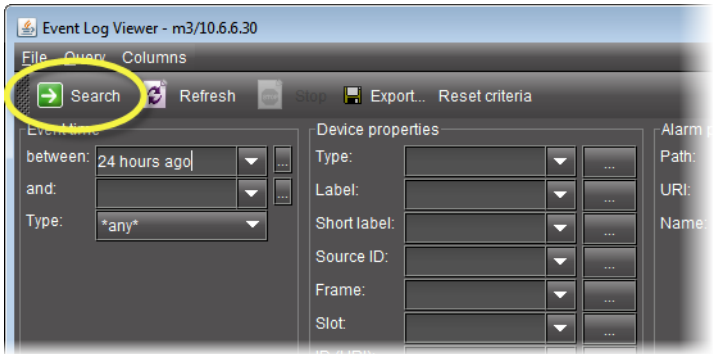 Event Log Viewer - m3/10.6.6.30
File Query Columns
Search Refresh Stop Export... Reset criteria
Event time Device properties Alarm
between: 24 hours ago ... Type: ... Path:
and: ... Label: ... URI:
Type: *any* Short label: ... Name:
Source ID: ...
Frame: ...
Slot: ...